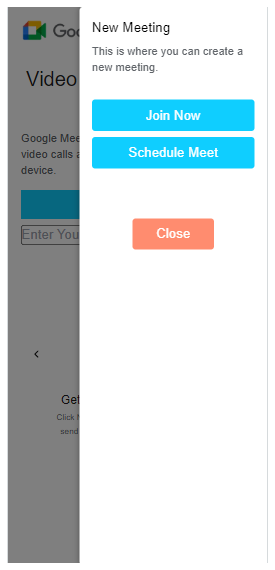 Goo
New Meeting
This is where you can create a
new meeting.
Video
Join Now
Google Mee
video calls a
device.
Schedule Meet
Enter You
Close
Get
Click
send